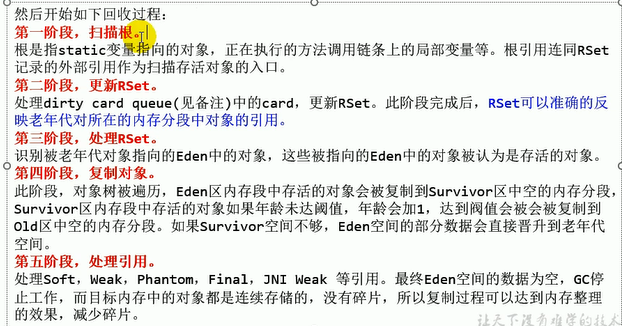 然后开始如下回收过程：
第一阶段，扫描根。
根是指static变量指向的对象，正在执行的方法调用链条上的局部变量等。根引用连同RSet
记录的外部引用作为扫描存活对象的入口。
第二阶段，更新RSet。
处理dirty card queue(见备注)中的card，更新RSet。此阶段完成后，RSet可以准确的反
映老年代对所在的内存分段中对象的引用。
第三阶段，处理RSet。
识别被老年代对象指向的Eden中的对象，这些被指向的Eden中的对象被认为是存活的对象。
第四阶段，复制对象。
此阶段，对象树被遍历，Eden区内存段中存活的对象会被复制到Survivor区中空的内存分段，
Survivor区内存段中存活的对象如果年龄未达阈值，年龄会加1，达到阀值会被会被复制到
Old区中空的内存分段。如果Survivor空间不够，Eden空间的部分数据会直接晋升到老年代
空间。
第五阶段，处理引用。
处理Soft，Weak，Phantom，Final，JNI Weak 等引用。最终Eden空间的数据为空，GC停
止工作，而目标内存中的对象都是连续存储的，没有碎片，所以复制过程可以达到内存整理
的效果，减少碎片。
让天下没有难学的技术